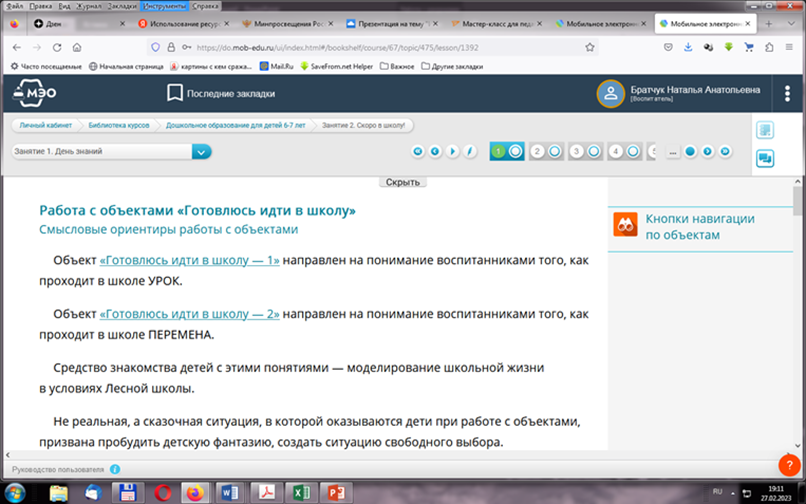 Файл Правка Вид Журнал Закладки Инструменты Справка
Дзен
Использование ресур
Минпросвещения Рос
Презентация на тему "
Мастер-класс для педа
Мобильное электронно
Мобильное электронно
https://do.mob-edu.ru/ui/index.html#/bookshelf/course/67/topic/475/lesson/1392
Часто посещаемые
Начальная страница
картины с кем сража...
Mail.Ru
SaveFrom.net Helper
Важное
Другие закладки
МЭО
Последние закладки
Братчук Наталья Анатольевна
[Воспитатель]
Личный кабинет
Библиотека курсов
Дошкольное образование для детей 6-7 лет
Занятие 2. Скоро в школу!
Занятие 1. День знаний
1 2 3 4 5 ...
Скрыть
Работа с объектами «Готовлюсь идти в школу»
Смысловые ориентиры работы с объектами
Объект «Готовлюсь идти в школу — 1» направлен на понимание воспитанниками того, как
проходит в школе УРОК.
Объект «Готовлюсь идти в школу — 2» направлен на понимание воспитанниками того, как
проходит в школе ПЕРЕМЕНА.
Средство знакомства детей с этими понятиями — моделирование школьной жизни
в условиях Лесной школы.
Не реальная, а сказочная ситуация, в которой оказываются дети при работе с объектами,
призвана пробудить детскую фантазию, создать ситуацию свободного выбора.
Кнопки навигации
по объектам
Руководство пользователя
?
RU
19:11